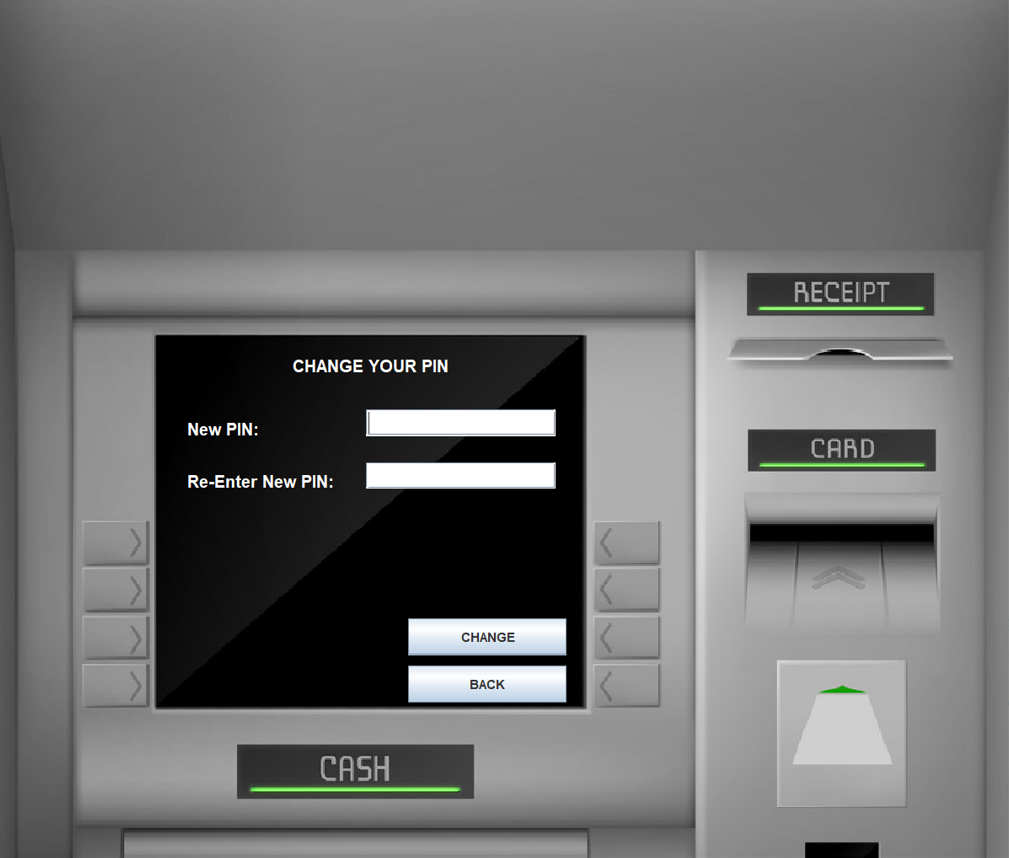 RECEIPT
CHANGE YOUR PIN
New PIN:
Re-Enter New PIN:
CARD
CHANGE
BACK
CASH